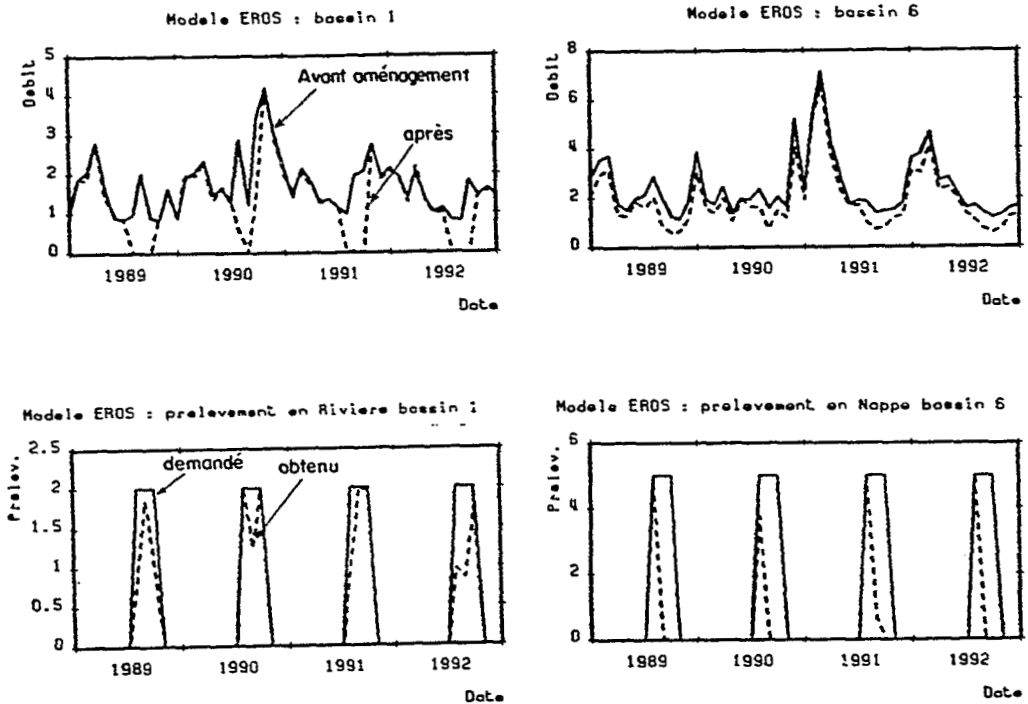 Modele EROS : bassin 1
Debit
5
4
3
2
1
0
Avant aménagement
après
1989 1990 1991 1992
Date
Modele EROS : bassin 6
Debit
8
6
4
2
0
1989 1990 1991 1992
Date
Modele EROS : prelevement en Riviere bassin 1
Prelev.
2.5
2
1.5
1
0.5
0
demandé
obtenu
1989 1990 1991 1992
Date
Modele EROS : prelevement en Nappe bassin 6
Prelev.
6
4
2
0
1989 1990 1991 1992
Date